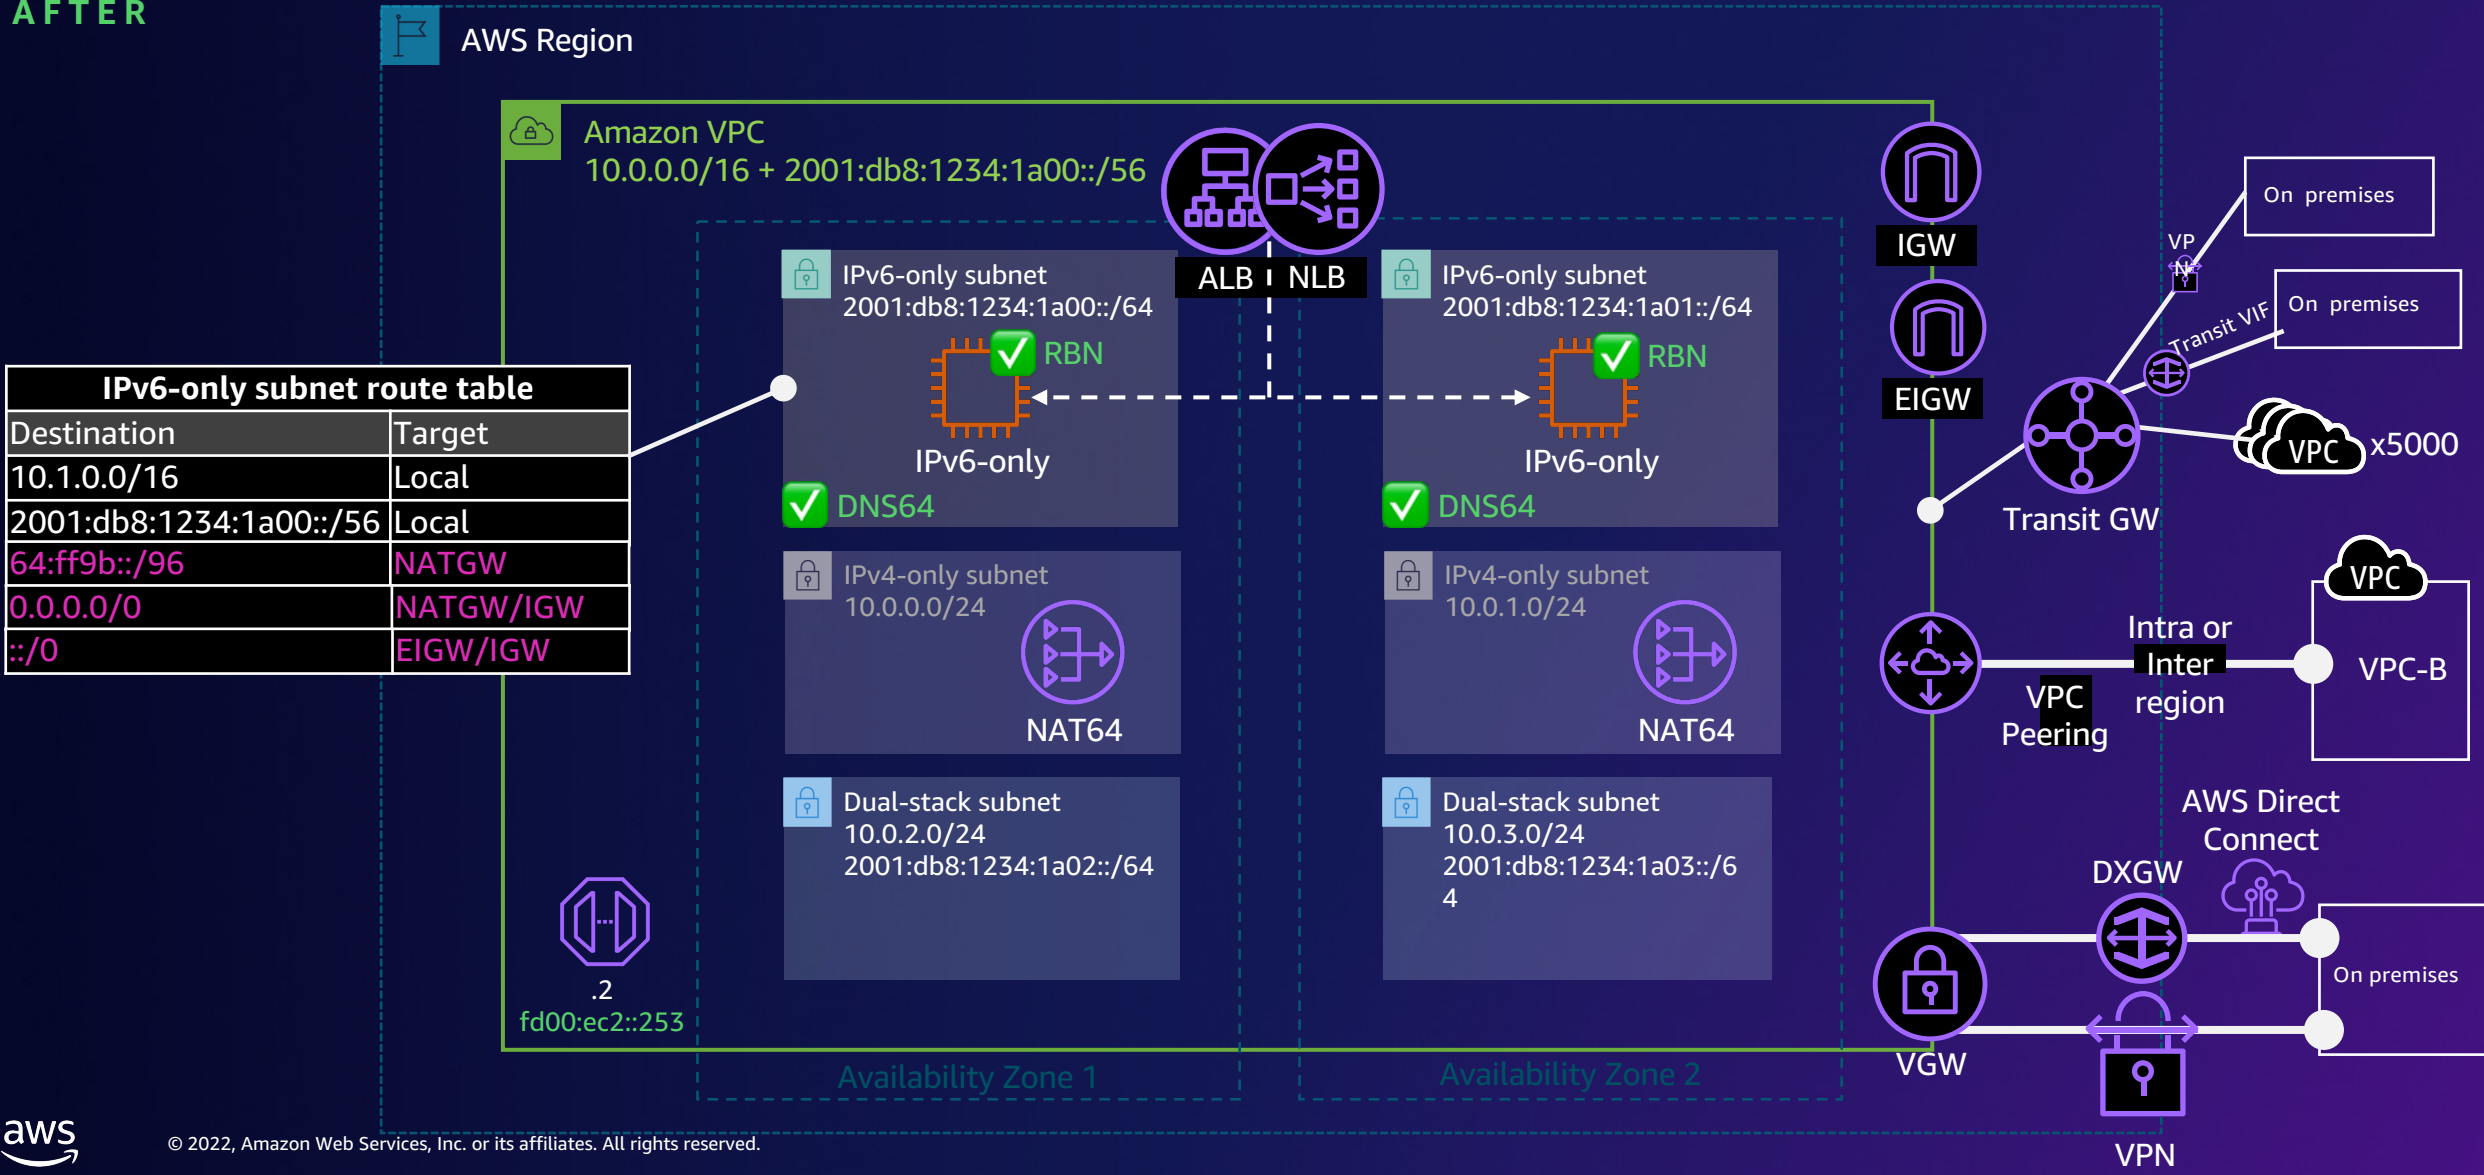 AFTER
AWS Region
Amazon VPC
10.0.0.0/16 + 2001:db8:1234:1a00::/56
ALB
NLB
IPv6-only subnet
2001:db8:1234:1a00::/64
RBN
IPv6-only
DNS64
IPv6-only subnet
2001:db8:1234:1a01::/64
RBN
IPv6-only
DNS64
IPv6-only subnet route table
Destination
Target
10.1.0.0/16
Local
2001:db8:1234:1a00::/56
Local
64:ff9b::/96
NATGW
0.0.0.0/0
NATGW/IGW
::/0
EIGW/IGW
IPv4-only subnet
10.0.0.0/24
NAT64
IPv4-only subnet
10.0.1.0/24
NAT64
Dual-stack subnet
10.0.2.0/24
2001:db8:1234:1a02::/64
Dual-stack subnet
10.0.3.0/24
2001:db8:1234:1a03::/6
4
.2
fd00:ec2::253
Availability Zone 1
Availability Zone 2
IGW
EIGW
On premises
VP
N
On premises
Transit VIF
VPC
x5000
Transit GW
VPC
Intra or
Inter
region
VPC-B
VPC
Peering
AWS Direct
Connect
DXGW
On premises
VGW
VPN
aws
© 2022, Amazon Web Services, Inc. or its affiliates. All rights reserved.